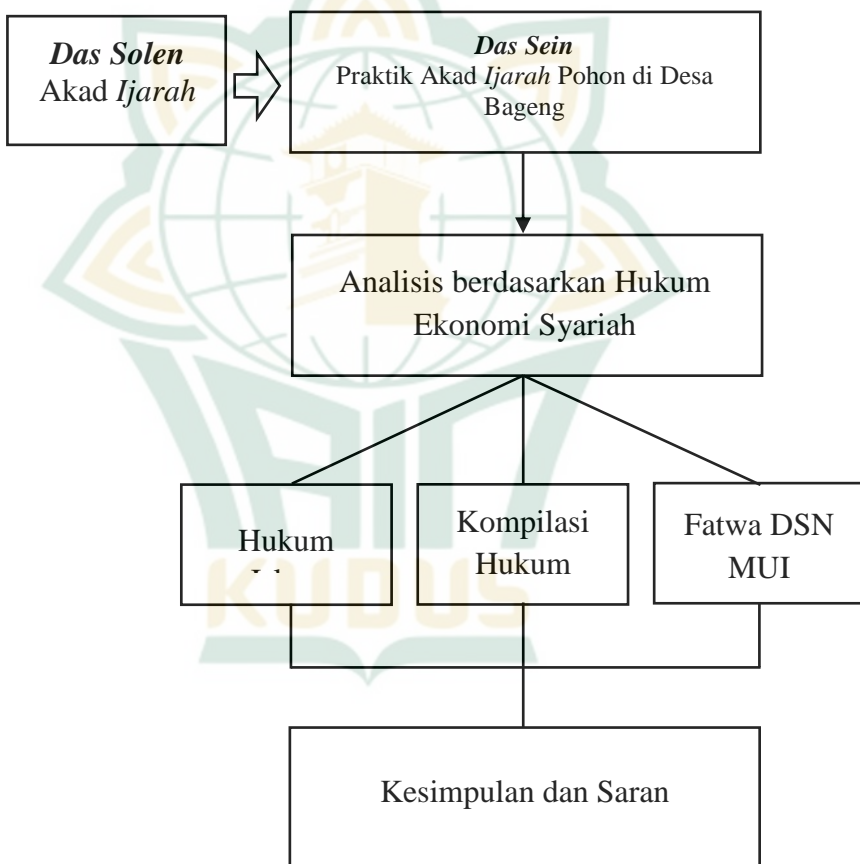 Das Solen
Akad Ijarah
Das Sein
Praktik Akad Ijarah Pohon di Desa
Bageng
Analisis berdasarkan Hukum
Ekonomi Syariah
Hukum
Kompilasi
Hukum
Fatwa DSN
MUI
IAIN
KUDUS
Kesimpulan dan Saran